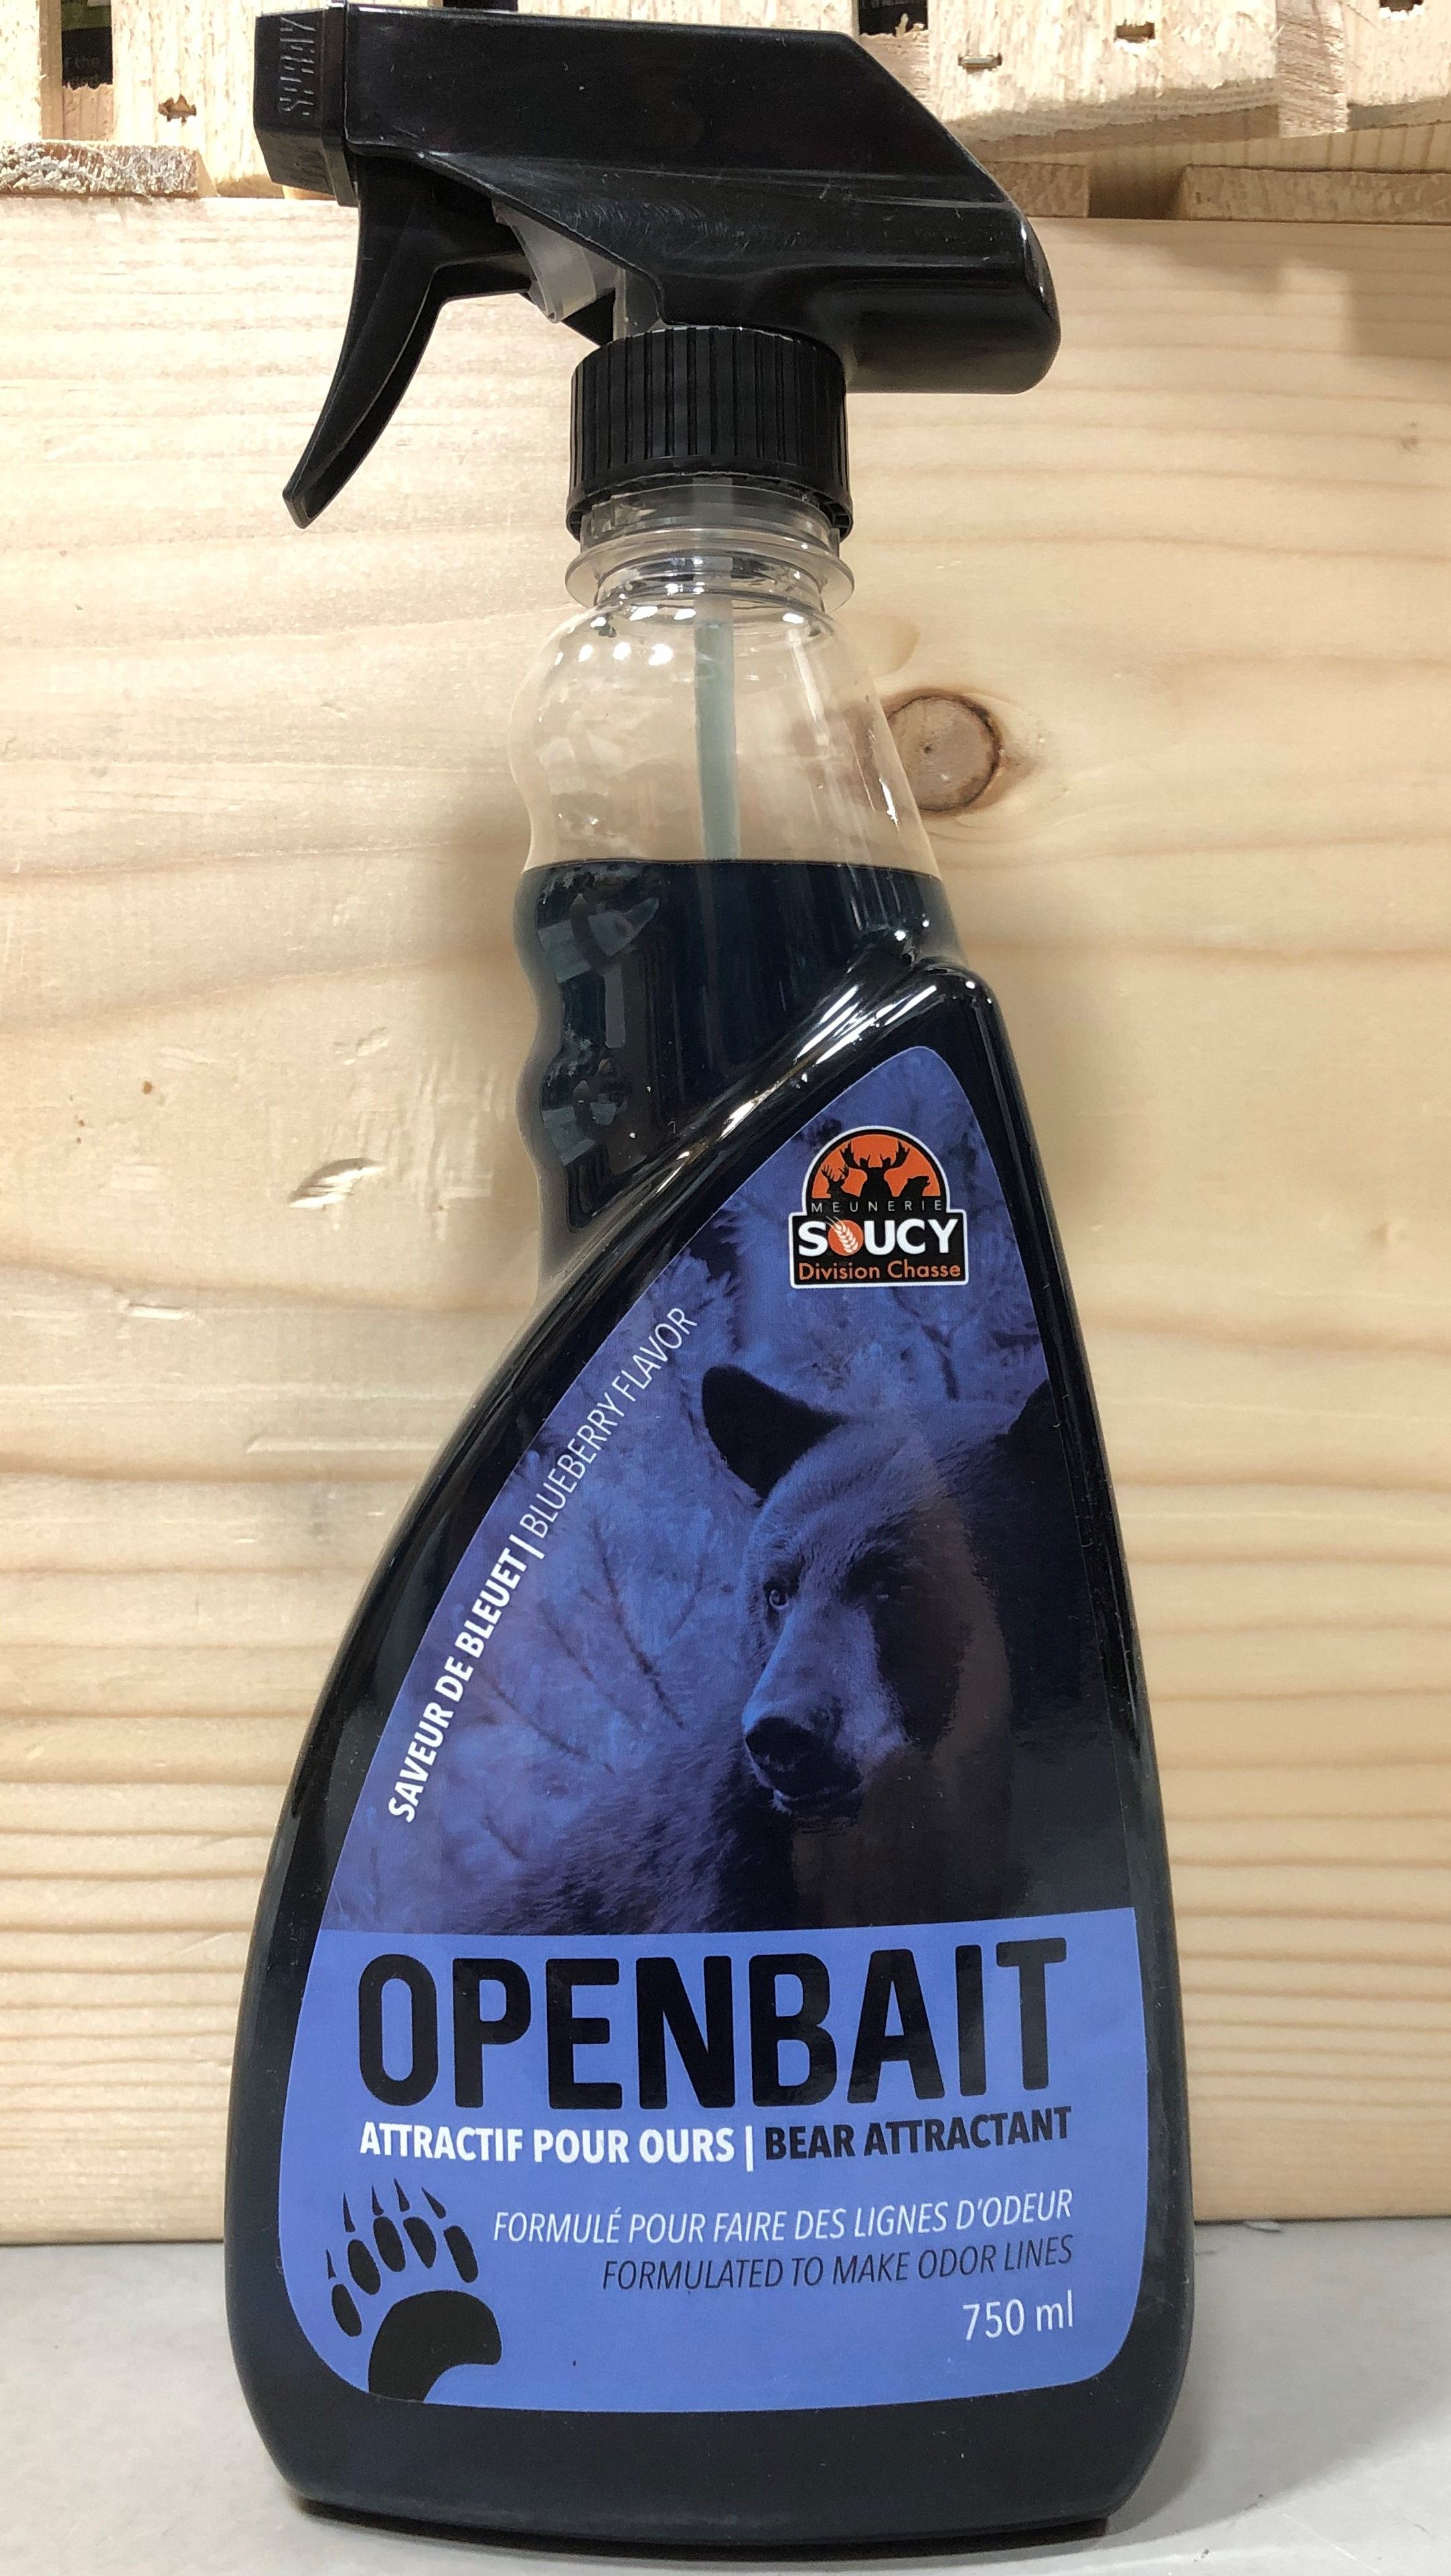 SPRAY
MEUNERIE
SOUCY
Division Chasse
SAVEUR DE BLEUET | BLUEBERRY FLAVOR
OPENBAIT
ATTRACTIF POUR OURS | BEAR ATTRACTANT
FORMULÉ POUR FAIRE DES LIGNES D'ODEUR
FORMULATED TO MAKE ODOR LINES
750 ml